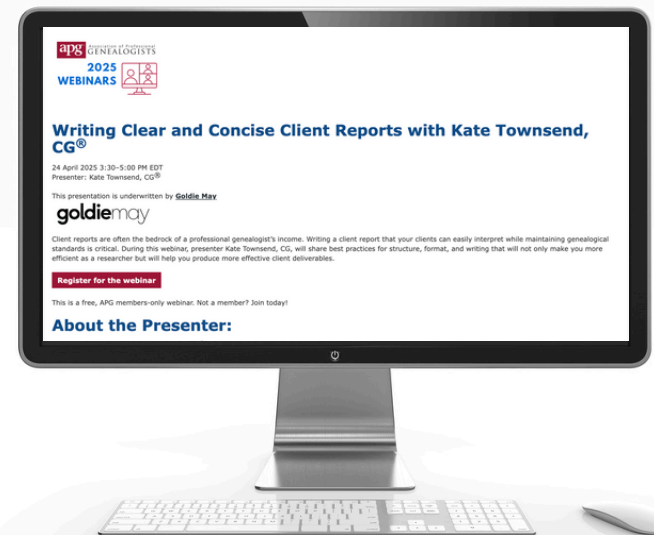 apg Association of Professional
GENEALOGISTS
2025
WEBINARS
Writing Clear and Concise Client Reports with Kate Townsend,
CG®
24 April 2025 3:30–5:00 PM EDT
Presenter: Kate Townsend, CG®
This presentation is underwritten by Goldie May
goldiemay
Client reports are often the bedrock of a professional genealogist's income. Writing a client report that your clients can easily interpret while maintaining genealogical
standards is critical. During this webinar, presenter Kate Townsend, CG, will share best practices for structure, format, and writing that will not only make you more
efficient as a researcher but will help you produce more effective client deliverables.
Register for the webinar
This is a free, APG members-only webinar. Not a member? Join today!
About the Presenter: